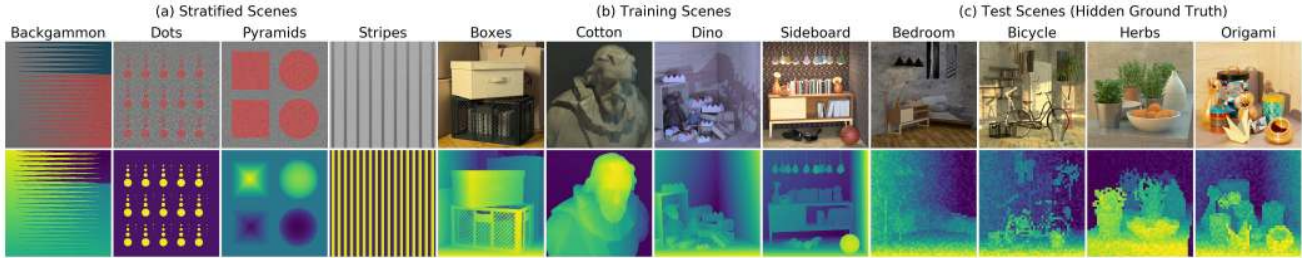 (a) Stratified Scenes (b) Training Scenes (c) Test Scenes (Hidden Ground Truth)
Backgammon Dots Pyramids Stripes Boxes Cotton Dino Sideboard Bedroom Bicycle Herbs Origami